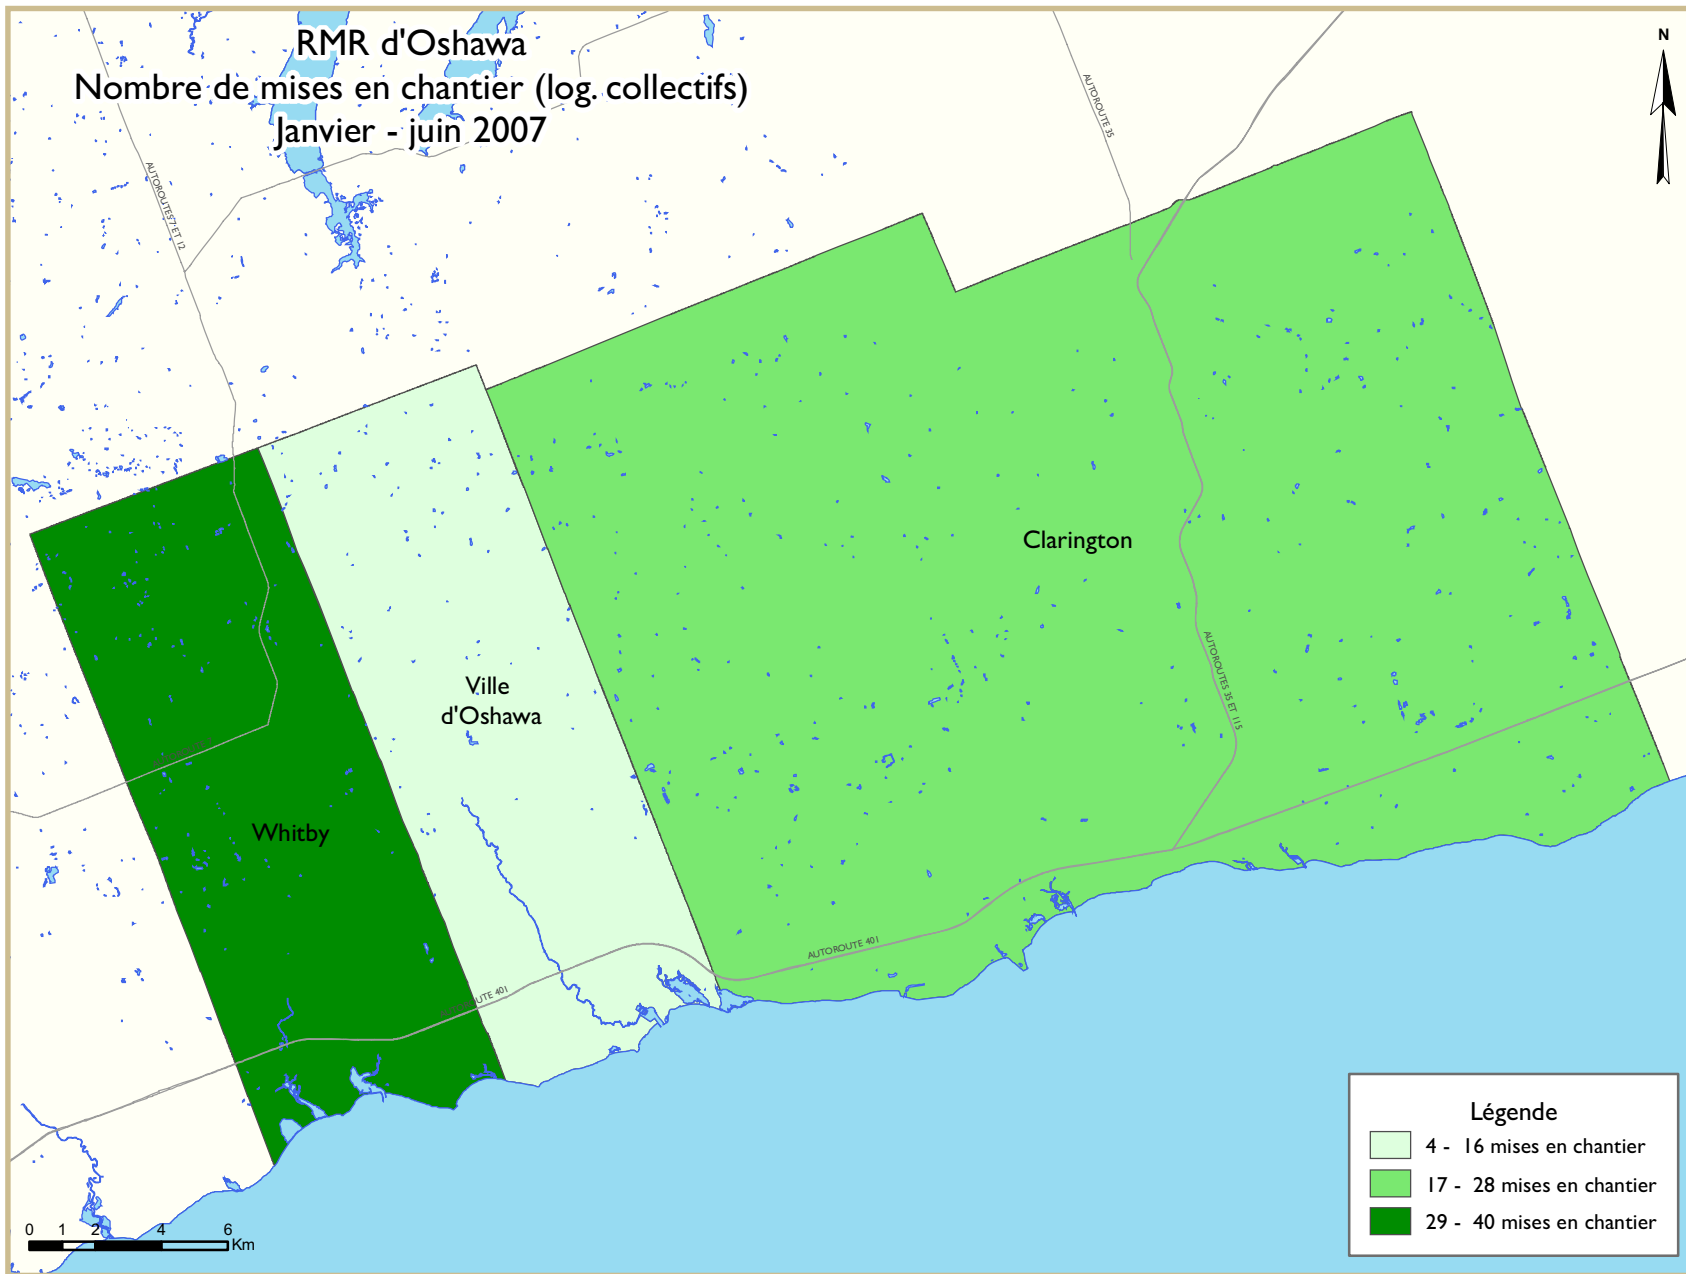 RMR d'Oshawa
Nombre de mises en chantier (log. collectifs)
Janvier - juin 2007
N
AUTOROUTE 35
AUTOROUTES 7 ET 12
Clarington
Ville
d'Oshawa
AUTOROUTES 35 ET 115
Whitby
AUTOROUTE 401
ROUTE 401
Légende
4 - 16 mises en chantier
17 - 28 mises en chantier
29 - 40 mises en chantier
0 1 2 4 6
Km